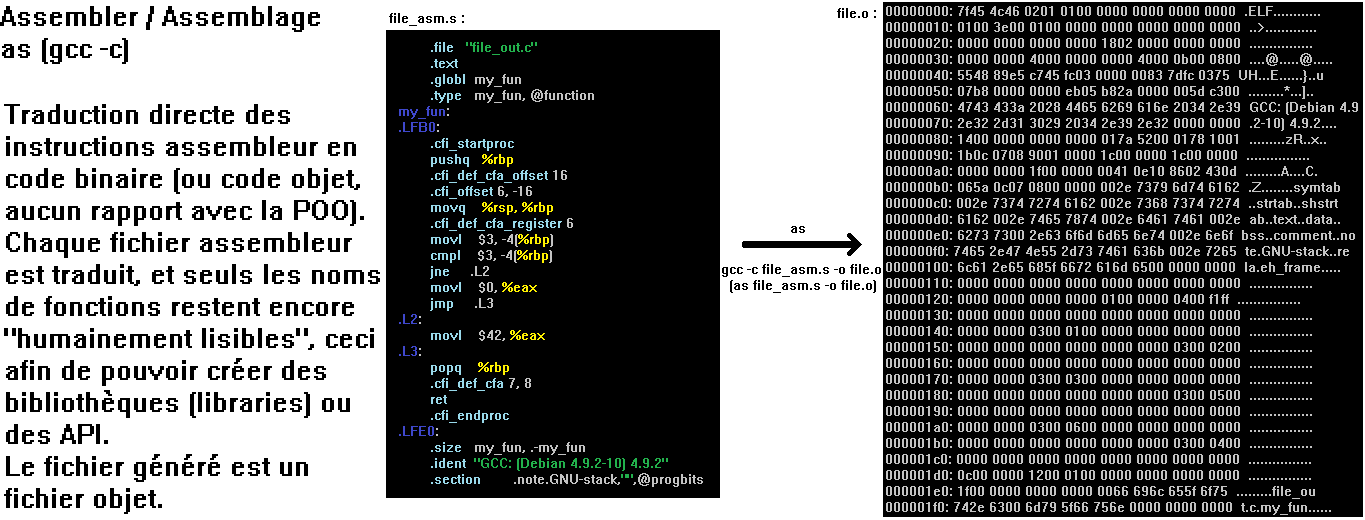 Assembler / Assemblage
as (gcc -c)
Traduction directe des
instructions assembleur en
code binaire (ou code objet,
aucun rapport avec la POO).
Chaque fichier assembleur
est traduit, et seuls les noms
de fonctions restent encore
"humainement lisibles", ceci
afin de pouvoir créer des
bibliothèques (libraries) ou
des API.
Le fichier généré est un
fichier objet.
file_asm.s :
.file "file_out.c"
.text
.globl my_fun
.type my_fun, @function
my_fun:
.LFB0:
.cfi_startproc
pushq %rbp
.cfi_def_cfa_offset 16
.cfi_offset 6, -16
movq %rsp, %rbp
.cfi_def_cfa_register 6
movl $3, -4(%rbp)
cmpl $3, -4(%rbp)
jne .L2
movl $0, %eax
jmp .L3
.L2:
movl $42, %eax
.L3:
popq %rbp
.cfi_def_cfa 7, 8
ret
.cfi_endproc
.LFE0:
.size my_fun, .-my_fun
.ident "GCC: (Debian 4.9.2-10) 4.9.2"
.section .note.GNU-stack,"",@progbits
as
gcc -c file_asm.s -o file.o
(as file_asm.s -o file.o)
file.o :
00000000: 7f45 4c46 0201 0100 0000 0000 0000 0000 .ELF............
00000010: 0100 3e00 0100 0000 0000 0000 0000 0000 ..>.............
00000020: 0000 0000 0000 0000 1802 0000 0000 0000 ................
00000030: 0000 0000 4000 0000 0000 4000 0b00 0800 ....@.....@.....
00000040: 5548 89e5 c745 fc03 0000 0083 7dfc 0375 UH...E......}..u
00000050: 07b8 0000 0000 eb05 b82a 0000 005d c300 .........*...]..
00000060: 4743 433a 2028 4465 6269 616e 2034 2e39 GCC: (Debian 4.9
00000070: 2e32 2d31 3029 2034 2e39 2e32 0000 0000 .2-10) 4.9.2....
00000080: 1400 0000 0000 0000 017a 5200 0178 1001 .........zR..x..
00000090: 1b0c 0708 9001 0000 1c00 0000 1c00 0000 ................
000000a0: 0000 0000 1f00 0000 0041 0e10 8602 430d .........A....C.
000000b0: 065a 0c07 0800 0000 002e 7379 6d74 6162 .Z........symtab
000000c0: 002e 7374 7274 6162 002e 7368 7374 7274 ..strtab..shstrt
000000d0: 6162 002e 7465 7874 002e 6461 7461 002e ab..text..data..
000000e0: 6273 7300 2e63 6f6d 6d65 6e74 002e 6e6f bss..comment..no
000000f0: 7465 2e47 4e55 2d73 7461 636b 002e 7265 te.GNU-stack..re
00000100: 6c61 2e65 685f 6672 616d 6500 0000 0000 la.eh_frame.....
00000110: 0000 0000 0000 0000 0000 0000 0000 0000 ................
00000120: 0000 0000 0000 0000 0100 0000 0400 f1ff ................
00000130: 0000 0000 0000 0000 0000 0000 0000 0000 ................
00000140: 0000 0000 0300 0100 0000 0000 0000 0000 ................
00000150: 0000 0000 0000 0000 0000 0000 0300 0200 ................
00000160: 0000 0000 0000 0000 0000 0000 0000 0000 ................
00000170: 0000 0000 0300 0300 0000 0000 0000 0000 ................
00000180: 0000 0000 0000 0000 0000 0000 0300 0500 ................
00000190: 0000 0000 0000 0000 0000 0000 0000 0000 ................
000001a0: 0000 0000 0300 0600 0000 0000 0000 0000 ................
000001b0: 0000 0000 0000 0000 0000 0000 0300 0400 ................
000001c0: 0000 0000 0000 0000 0000 0000 0000 0000 ................
000001d0: 0c00 0000 1200 0100 0000 0000 0000 0000 ................
000001e0: 1f00 0000 0000 0000 0066 696c 655f 6f75 .........file_ou
000001f0: 742e 6300 6d79 5f66 756e 0000 0000 0000 t.c.my_fun......